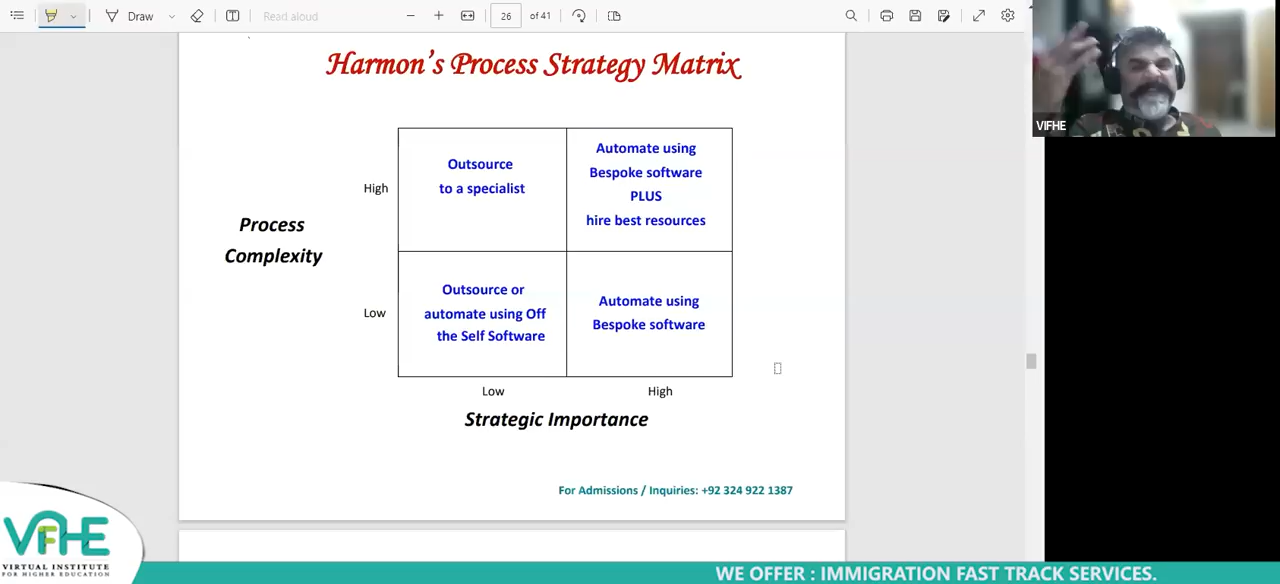 Draw
Read aloud
26
of 41
Harmon's Process Strategy Matrix
VIFHE
Outsource
to a specialist
Automate using
Bespoke software
PLUS
hire best resources
High
Process
Complexity
Outsource or
automate using Off
the Self Software
Automate using
Bespoke software
Low
Low
High
Strategic Importance
For Admissions / Inquiries: +92 324 922 1387
VFHE
VIRTUAL INSTITUTE
FOR HIGHER EDUCATION
WE OFFER : IMMIGRATION FAST TRACK SERVICES.